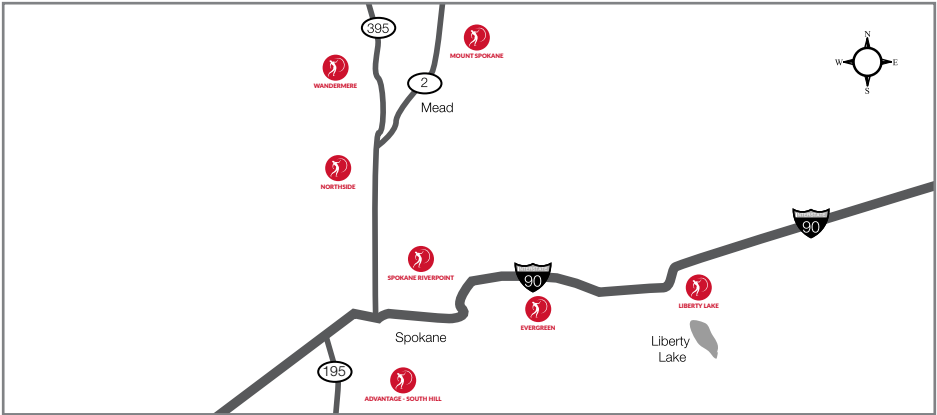 395
MOUNT SPOKANE
N
W
E
S
WANDERMERE
2
Mead
NORTHSIDE
90
SPOKANE RIVERPOINT
90
LIBERTY LAKE
EVERGREEN
Spokane
Liberty
Lake
195
ADVANTAGE - SOUTH HILL